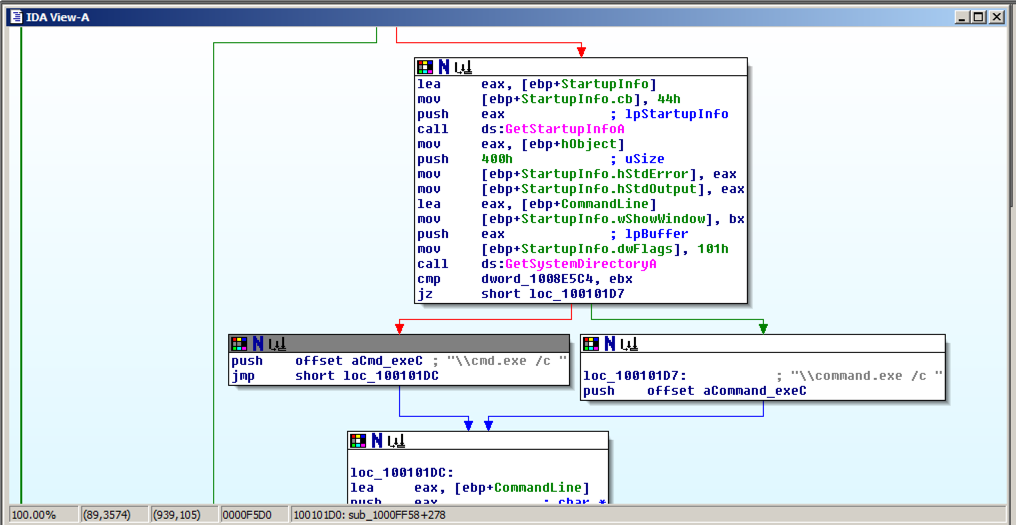 IDA View-A
lea eax, [ebp+StartupInfo]
mov [ebp+StartupInfo.cb], 44h
push eax ; lpStartupInfo
call ds:GetStartupInfoA
mov eax, [ebp+hObject]
push 400h ; uSize
mov [ebp+StartupInfo.hStdError], eax
mov [ebp+StartupInfo.hStdOutput], eax
lea eax, [ebp+CommandLine]
mov [ebp+StartupInfo.wShowWindow], bx
push eax ; lpBuffer
mov [ebp+StartupInfo.dwFlags], 101h
call ds:GetSystemDirectoryA
cmp dword_1008E5C4, ebx
jz short loc_100101D7
push offset aCmd_exeC ; "\\cmd.exe /c "
jmp short loc_100101DC
loc_100101D7: ; "\\command.exe /c "
push offset aCommand_exeC
loc_100101DC:
lea eax, [ebp+CommandLine]
push eax ; char *
100.00% (89,3574) (939,105) 0000F5D0 100101D0: sub_1000FF58+278